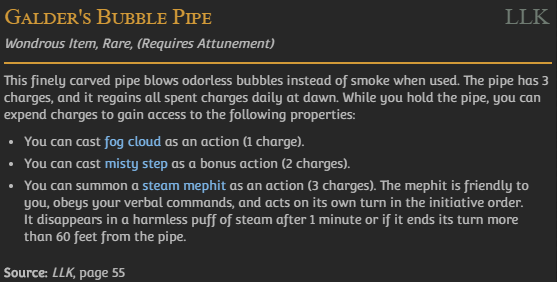 Galder's Bubble Pipe LLK
Wondrous Item, Rare, (Requires Attunement)
This finely carved pipe blows odorless bubbles instead of smoke when used. The pipe has 3
charges, and it regains all spent charges daily at dawn. While you hold the pipe, you can
expend charges to gain access to the following properties:
• You can cast fog cloud as an action (1 charge).
• You can cast misty step as a bonus action (2 charges).
• You can summon a steam mephit as an action (3 charges). The mephit is friendly to
you, obeys your verbal commands, and acts on its own turn in the initiative order.
It disappears in a harmless puff of steam after 1 minute or if it ends its turn more
than 60 feet from the pipe.
Source: LLK, page 55